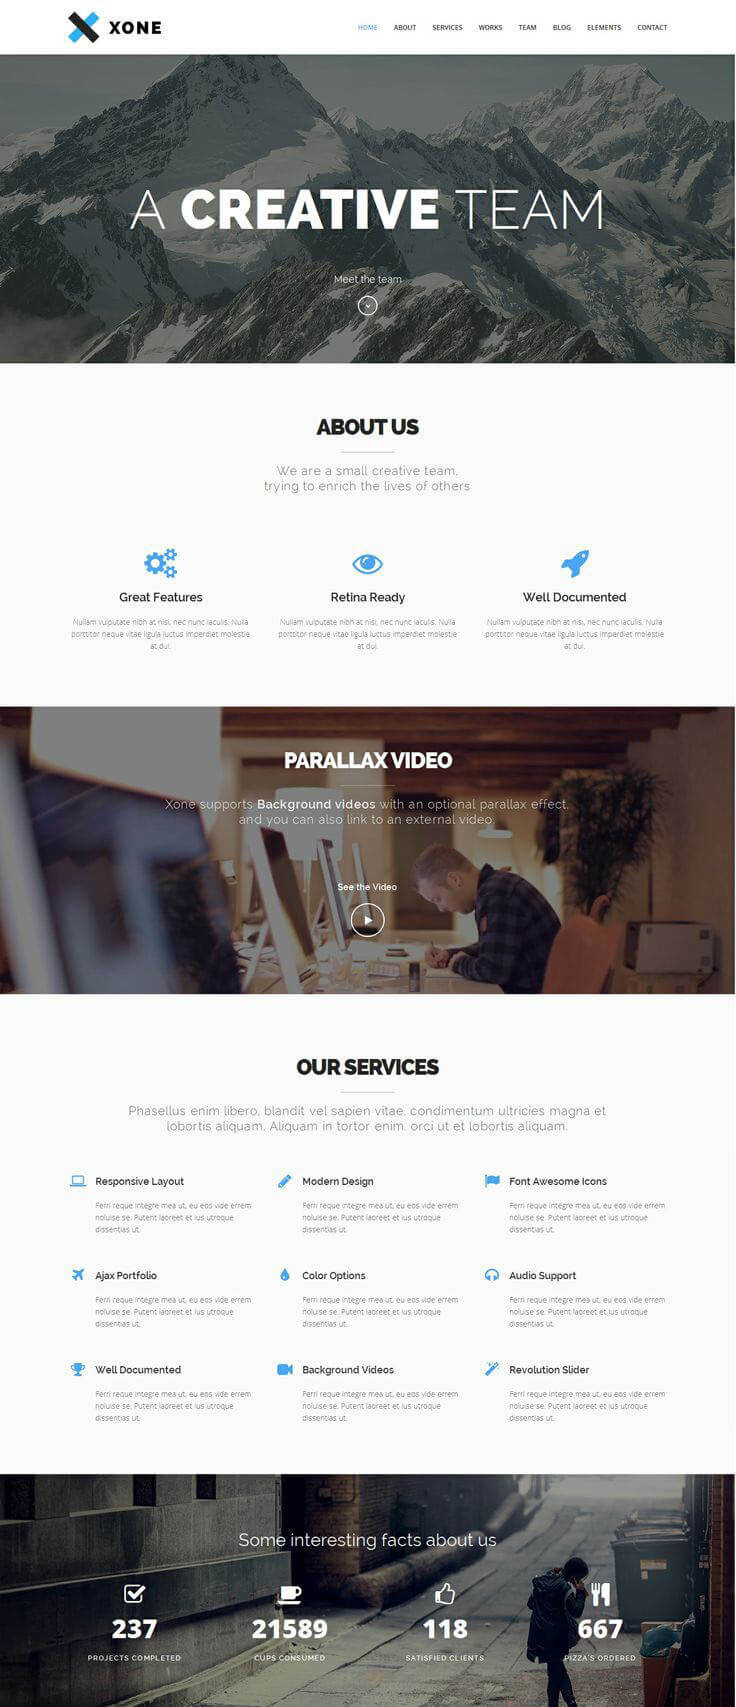 XONE
HOME ABOUT SERVICES WORKS TEAM BLOG ELEMENTS CONTACT
A CREATIVE TEAM
Meet the team
ABOUT US
We are a small creative team,
trying to enrich the lives of others
Great Features
Nullam vulputate nibh at nisi, nec nunc iaculis. Nulla
porttitor neque vitae ligula luctus imperdiet molestie
at dui.
Retina Ready
Nullam vulputate nibh at nisi, nec nunc iaculis. Nulla
porttitor neque vitae ligula luctus imperdiet molestie
at dui.
Well Documented
Nullam vulputate nibh at nisi, nec nunc iaculis. Nulla
porttitor neque vitae ligula luctus imperdiet molestie
at dui.
PARALLAX VIDEO
Xone supports Background videos with an optional parallax effect.
and you can also link to an external video.
See the Video
OUR SERVICES
Phasellus enim libero, blandit vel sapien vitae, condimentum ultricies magna et
lobortis aliquam. Aliquam in tortor enim, orci ut et lobortis aliquam.
Responsive Layout
Ferri reque integre mea ut, eu eos vide errem
noluise se. Putent laoreet et ius utroque
dissentias ut.
Modern Design
Ferri reque integre mea ut, eu eos vide errem
noluise se. Putent laoreet et ius utroque
dissentias ut.
Font Awesome Icons
Ferri reque integre mea ut, eu eos vide errem
noluise se. Putent laoreet et ius utroque
dissentias ut.
Ajax Portfolio
Ferri reque integre mea ut, eu eos vide errem
noluise se. Putent laoreet et ius utroque
dissentias ut.
Color Options
Ferri reque integre mea ut, eu eos vide errem
noluise se. Putent laoreet et ius utroque
dissentias ut.
Audio Support
Ferri reque integre mea ut, eu eos vide errem
noluise se. Putent laoreet et ius utroque
dissentias ut.
Well Documented
Ferri reque integre mea ut, eu eos vide errem
noluise se. Putent laoreet et ius utroque
dissentias ut.
Background Videos
Ferri reque integre mea ut, eu eos vide errem
noluise se. Putent laoreet et ius utroque
dissentias ut.
Revolution Slider
Ferri reque integre mea ut, eu eos vide errem
noluise se. Putent laoreet et ius utroque
dissentias ut.
Some interesting facts about us
237
PROJECTS COMPLETED
21589
CUPS CONSUMED
118
SATISFIED CLIENTS
667
PIZZA'S ORDERED